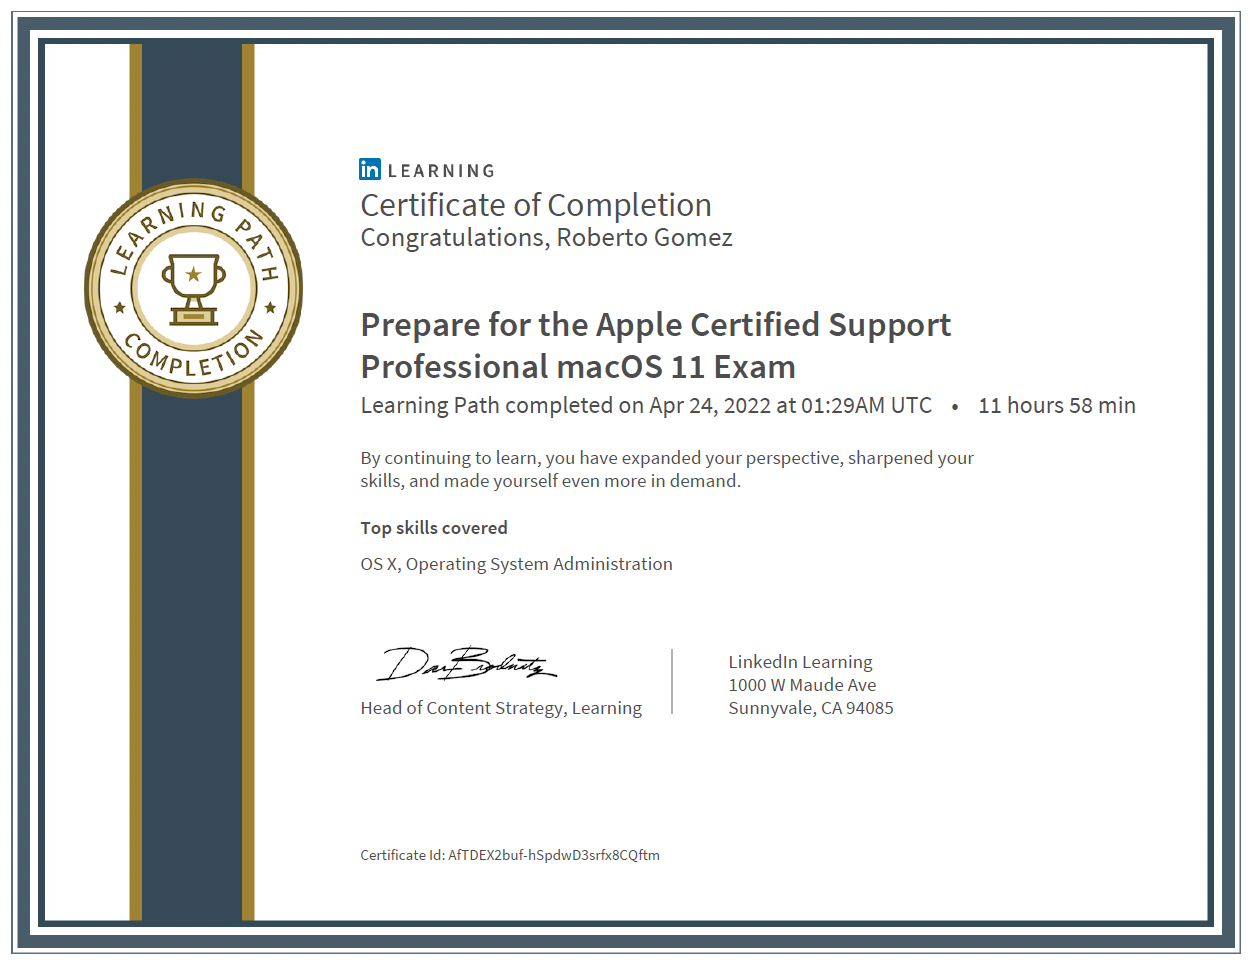 LEARNING PATH
COMPLETION
in LEARNING
Certificate of Completion
Congratulations, Roberto Gomez
Prepare for the Apple Certified Support
Professional macOS 11 Exam
Learning Path completed on Apr 24, 2022 at 01:29AM UTC • 11 hours 58 min
By continuing to learn, you have expanded your perspective, sharpened your
skills, and made yourself even more in demand.
Top skills covered
OS X, Operating System Administration
Head of Content Strategy, Learning
LinkedIn Learning
1000 W Maude Ave
Sunnyvale, CA 94085
Certificate Id: AfTDEX2buf-hSpdwD3srfx8CQftm